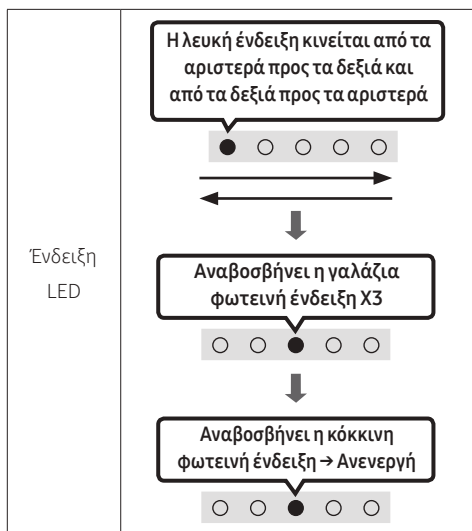 Η λευκή ένδειξη κινείται από τα
αριστερά προς τα δεξιά και
από τα δεξιά προς τα αριστερά
Ένδειξη
LED
Αναβοσβήνει η γαλάζια
φωτεινή ένδειξη X3
Αναβοσβήνει η κόκκινη
φωτεινή ένδειξη → Ανενεργή